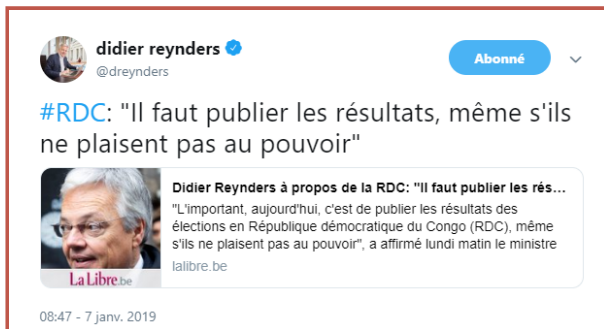 didier reynders
@dreynders
Abonné
#RDC: "Il faut publier les résultats, même s'ils
ne plaisent pas au pouvoir"
Didier Reynders à propos de la RDC: "Il faut publier les rés...
"L'important, aujourd'hui, c'est de publier les résultats des
élections en République démocratique du Congo (RDC), même
s'ils ne plaisent pas au pouvoir", a affirmé lundi matin le ministre
lalibre.be
La Libre.be
08:47 - 7 janv. 2019